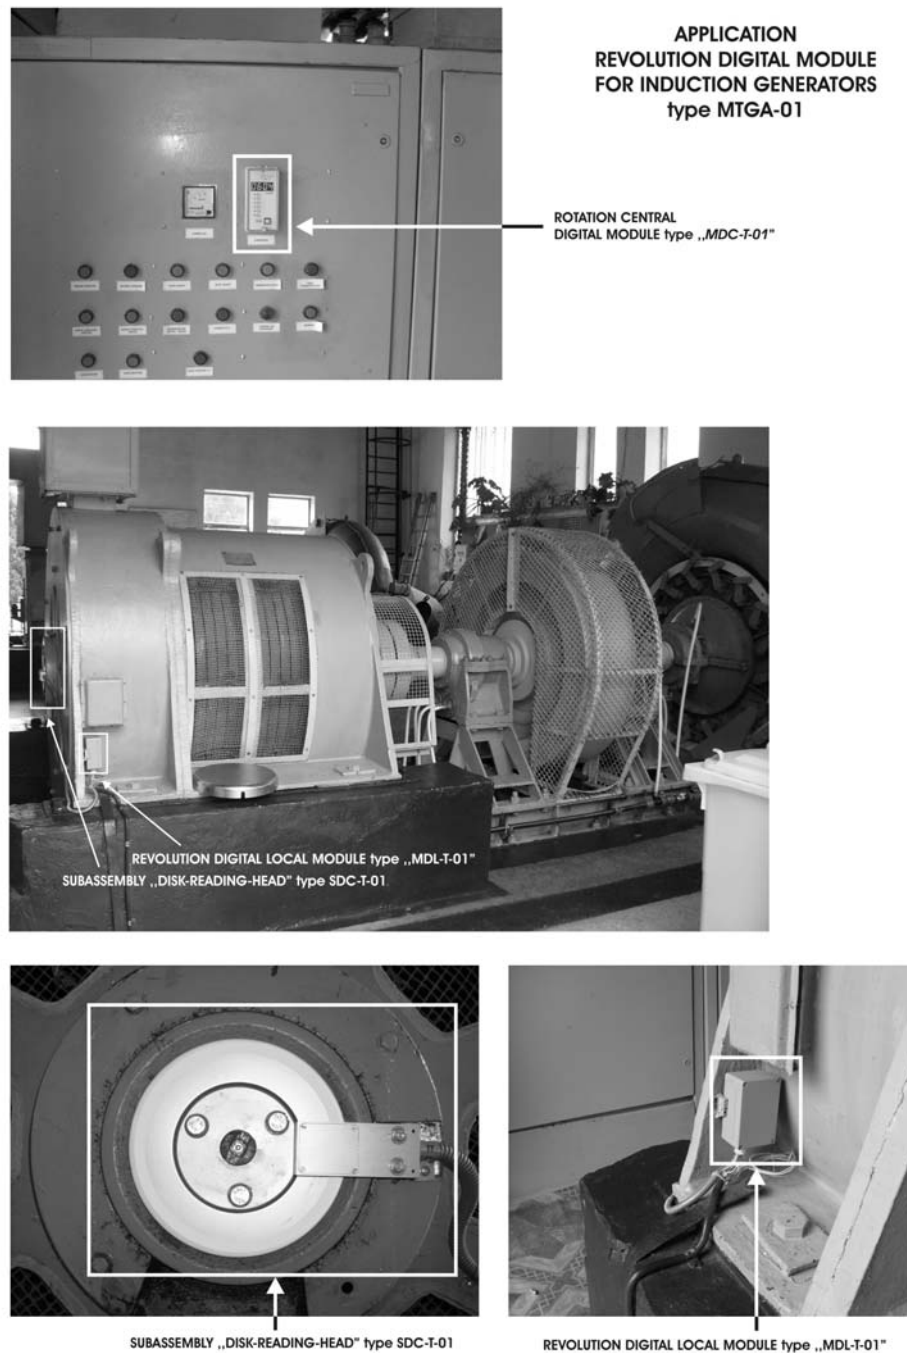 APPLICATION
REVOLUTION DIGITAL MODULE
FOR INDUCTION GENERATORS
type MTGA-01
0604
ROTATION CENTRAL
DIGITAL MODULE type „MDC-T-01"
REVOLUTION DIGITAL LOCAL MODULE type „MDL-T-01"
SUBASSEMBLY „DISK-READING-HEAD" type SDC-T-01
SUBASSEMBLY „DISK-READING-HEAD" type SDC-T-01
REVOLUTION DIGITAL LOCAL MODULE type „MDL-T-01"